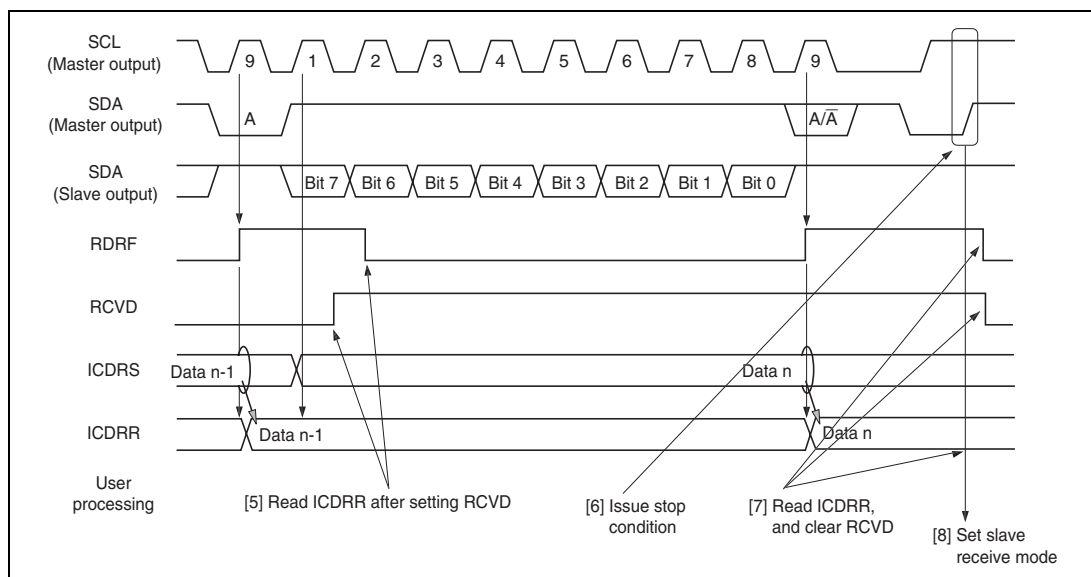 SCL
(Master output)
9 1 2 3 4 5 6 7 8 9
SDA
(Master output)
A A/A̅
SDA
(Slave output)
Bit 7 Bit 6 Bit 5 Bit 4 Bit 3 Bit 2 Bit 1 Bit 0
RDRF
RCVD
ICDRS
Data n-1 Data n
ICDRR
Data n-1 Data n
User
processing
[5] Read ICDRR after setting RCVD
[6] Issue stop
condition
[7] Read ICDRR,
and clear RCVD
[8] Set slave
receive mode